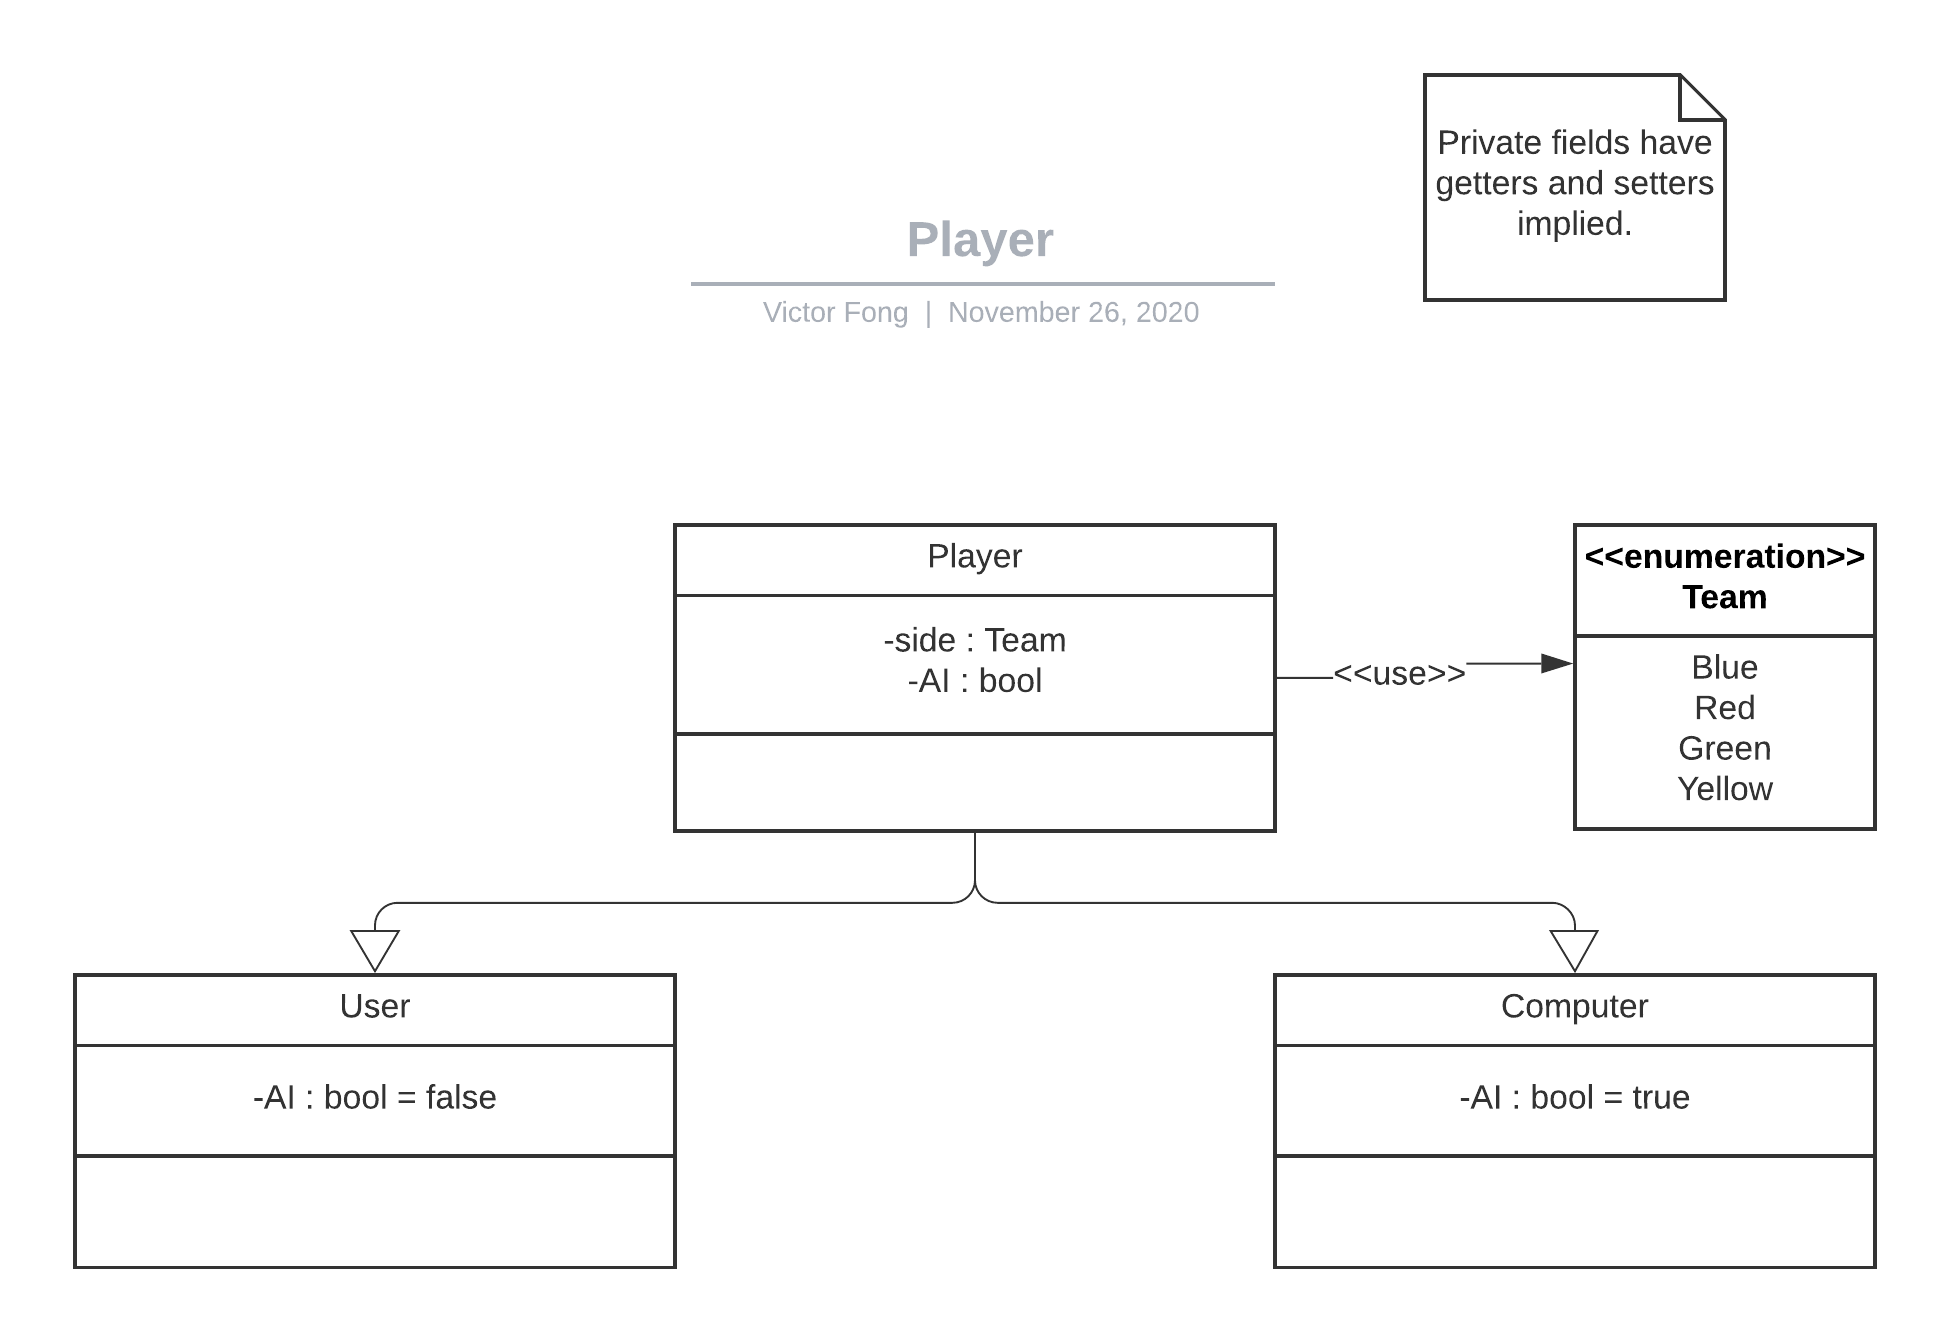 Private fields have
getters and setters
implied.
Player
Victor Fong | November 26, 2020
Player
-side : Team
-AI : bool
<<use>>
<<enumeration>>
Team
Blue
Red
Green
Yellow
User
-AI : bool = false
Computer
-AI : bool = true